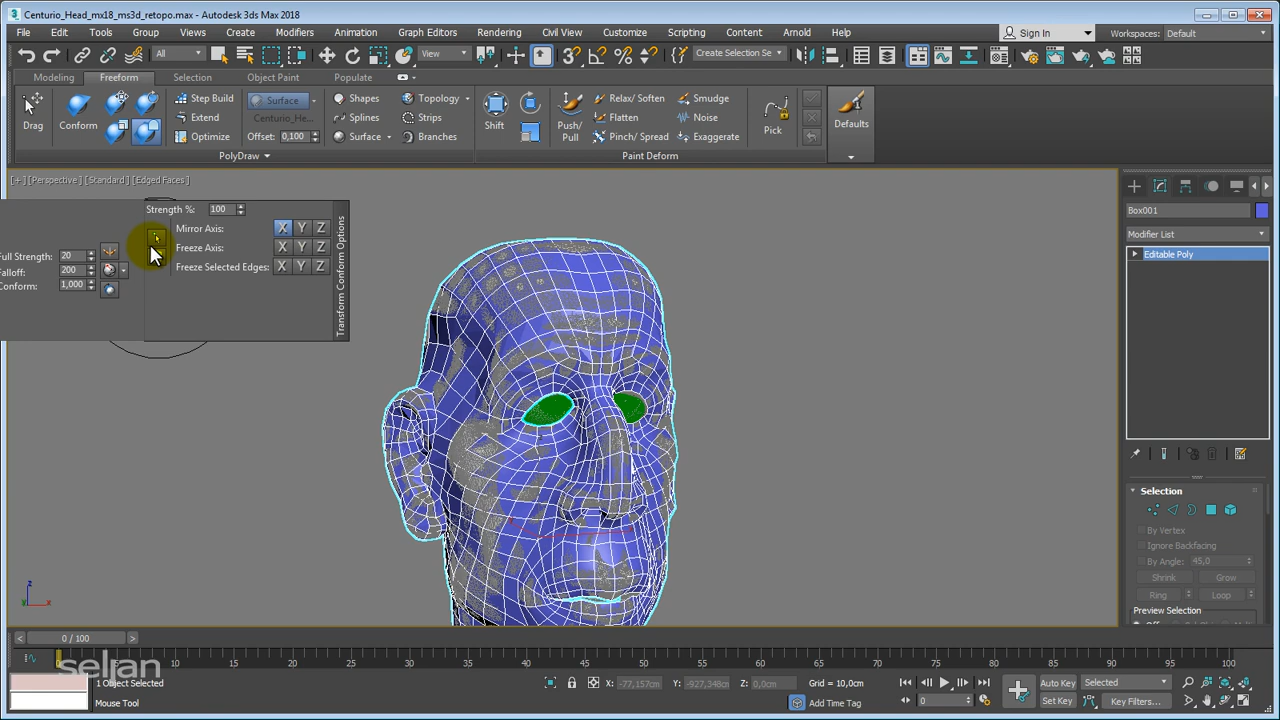 Centurio_Head_mx18_ms3d_retopo.max - Autodesk 3ds Max 2018
File Edit Tools Group Views Create Modifiers Animation Graph Editors Rendering Civil View Customize Scripting Content Arnold Help Sign In Workspaces: Default
All View Create Selection Se
Modeling Freeform Selection Object Paint Populate
Drag Conform Step Build Extend Optimize Surface Centurio_He... Offset: 0,100 Shapes Splines Surface Topology Strips Branches Shift Push/ Pull Relax/ Soften Flatten Pinch/ Spread Smudge Noise Exaggerate Pick Defaults
PolyDraw Paint Deform
[+] [Perspective] [Standard] [Edged Faces]
Strength %: 100
Mirror Axis: X Y Z
Freeze Axis: X Y Z
Freeze Selected Edges: X Y Z
Full Strength: 20
Falloff: 200
Conform: 1,000
Transform Conform Options
Box001
Modifier List
Editable Poly
Selection
By Vertex
Ignore Backfacing
By Angle: 45,0
Shrink Grow
Ring Loop
Preview Selection
z
x
0 / 100
5 10 15 20 25 30 35 40 45 50 55 60 65 70 75 80 85 90 95 100
selian
1 Object Selected
Mouse Tool
X: -77,157cm Y: -927,348cm Z: 0,0cm Grid = 10,0cm
Add Time Tag
0
Auto Key Selected
Set Key Key Filters...